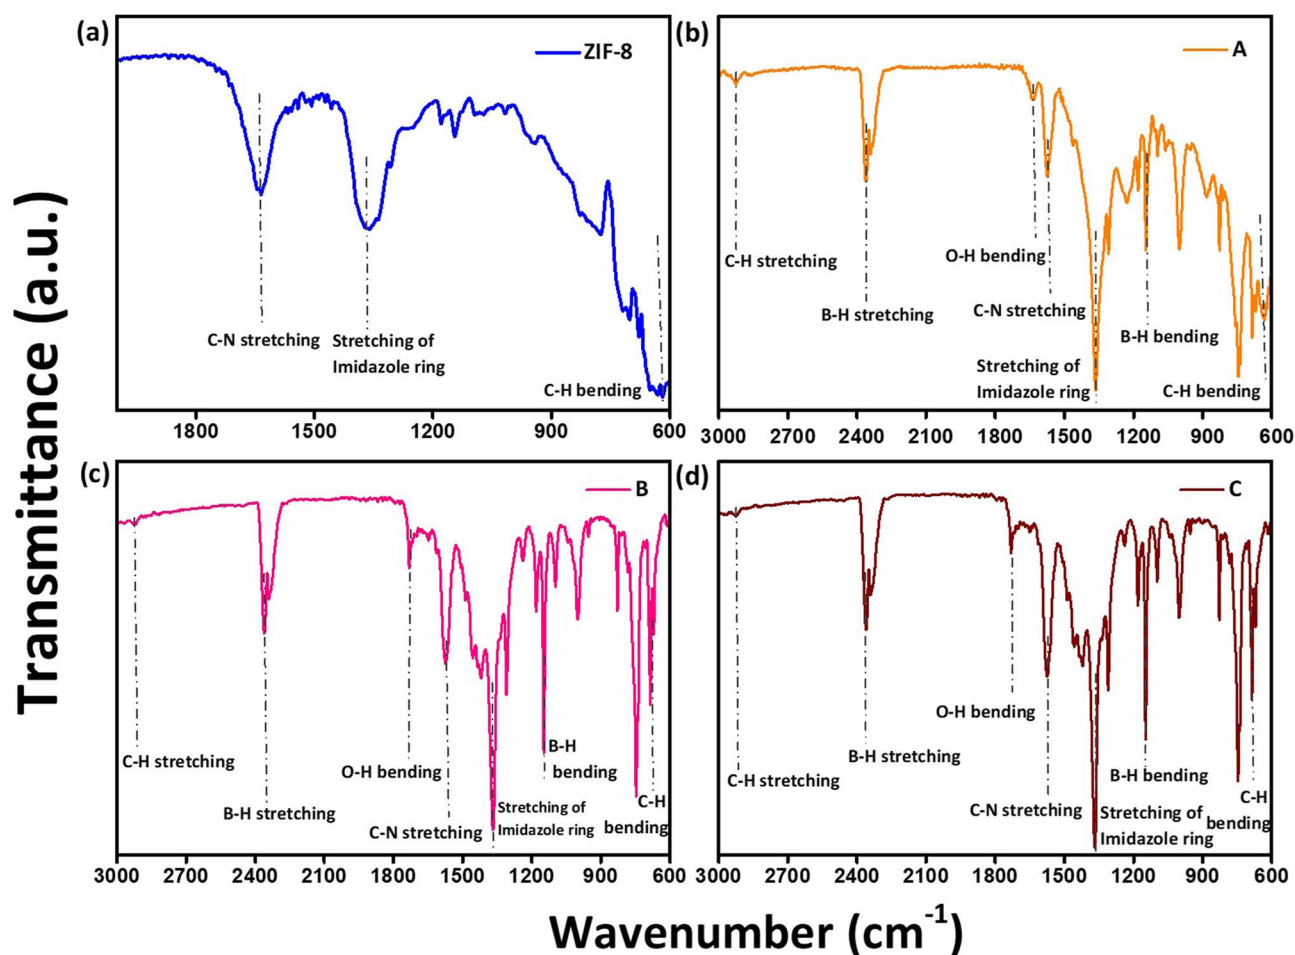 Transmittance (a.u.)
(a)
ZIF-8
C-N stretching
Stretching of
Imidazole ring
C-H bending
1800 1500 1200 900 600
(b)
A
C-H stretching
B-H stretching
O-H bending
C-N stretching
Stretching of
Imidazole ring
B-H bending
C-H bending
3000 2700 2400 2100 1800 1500 1200 900 600
(c)
B
C-H stretching
B-H stretching
O-H bending
C-N stretching
Stretching of
Imidazole ring
B-H
bending
C-H
bending
3000 2700 2400 2100 1800 1500 1200 900 600
(d)
C
C-H stretching
B-H stretching
O-H bending
C-N stretching
Stretching of
Imidazole ring
B-H bending
C-H
bending
3000 2700 2400 2100 1800 1500 1200 900 600
Wavenumber (cm⁻¹)